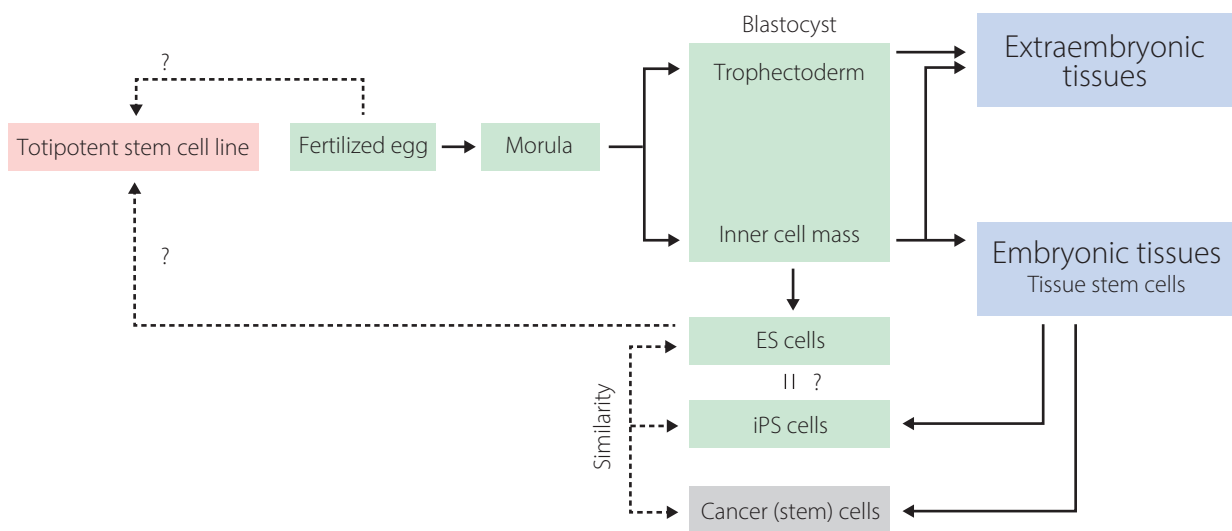 Blastocyst
?
Trophectoderm
Extraembryonic
tissues
Totipotent stem cell line
Fertilized egg
Morula
?
Inner cell mass
Embryonic tissues
Tissue stem cells
ES cells
= ?
Similarity
iPS cells
Cancer (stem) cells